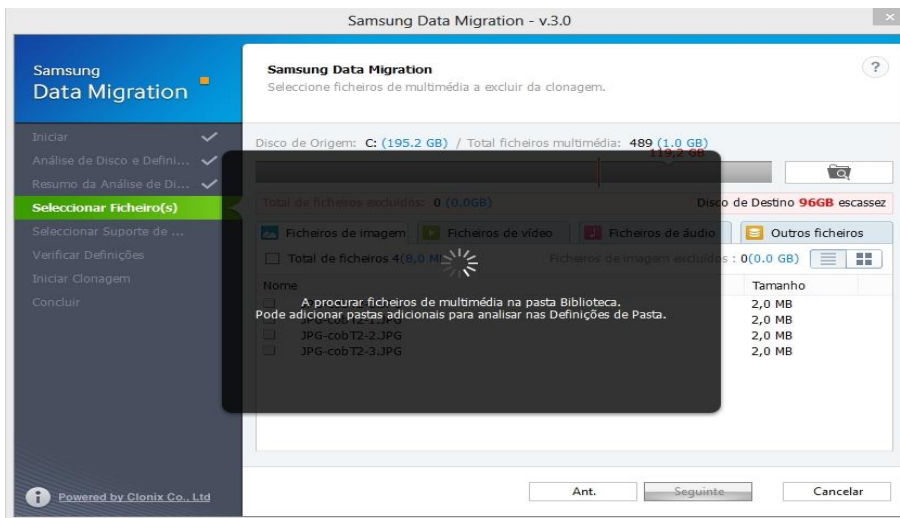 Samsung Data Migration - v.3.0
Samsung
Data Migration
Samsung Data Migration
Seleccione ficheiros de multimédia a excluir da clonagem.
?
Iniciar
Análise de Disco e Defini...
Resumo da Análise de Di...
Seleccionar Ficheiro(s)
Seleccionar Suporte de ...
Verificar Definições
Iniciar Clonagem
Concluir
Disco de Origem: C: (195.2 GB) / Total ficheiros multimédia: 489 (1.0 GB)
119,2 GB
Total de ficheiros excluídos: 0 (0.0GB)
Disco de Destino 96GB escassez
Ficheiros de imagem
Ficheiros de vídeo
Ficheiros de áudio
Outros ficheiros
Total de ficheiros 4(8,0 M
Ficheiros de imagem excluídos : 0(0.0 GB)
Nome
Tamanho
A procurar ficheiros de multimédia na pasta Biblioteca.
Pode adicionar pastas adicionais para analisar nas Definições de Pasta.
2,0 MB
JPG-cobT2-1.JPG
2,0 MB
JPG-cobT2-2.JPG
2,0 MB
JPG-cobT2-3.JPG
2,0 MB
Powered by Clonix Co., Ltd
Ant.
Seguinte
Cancelar